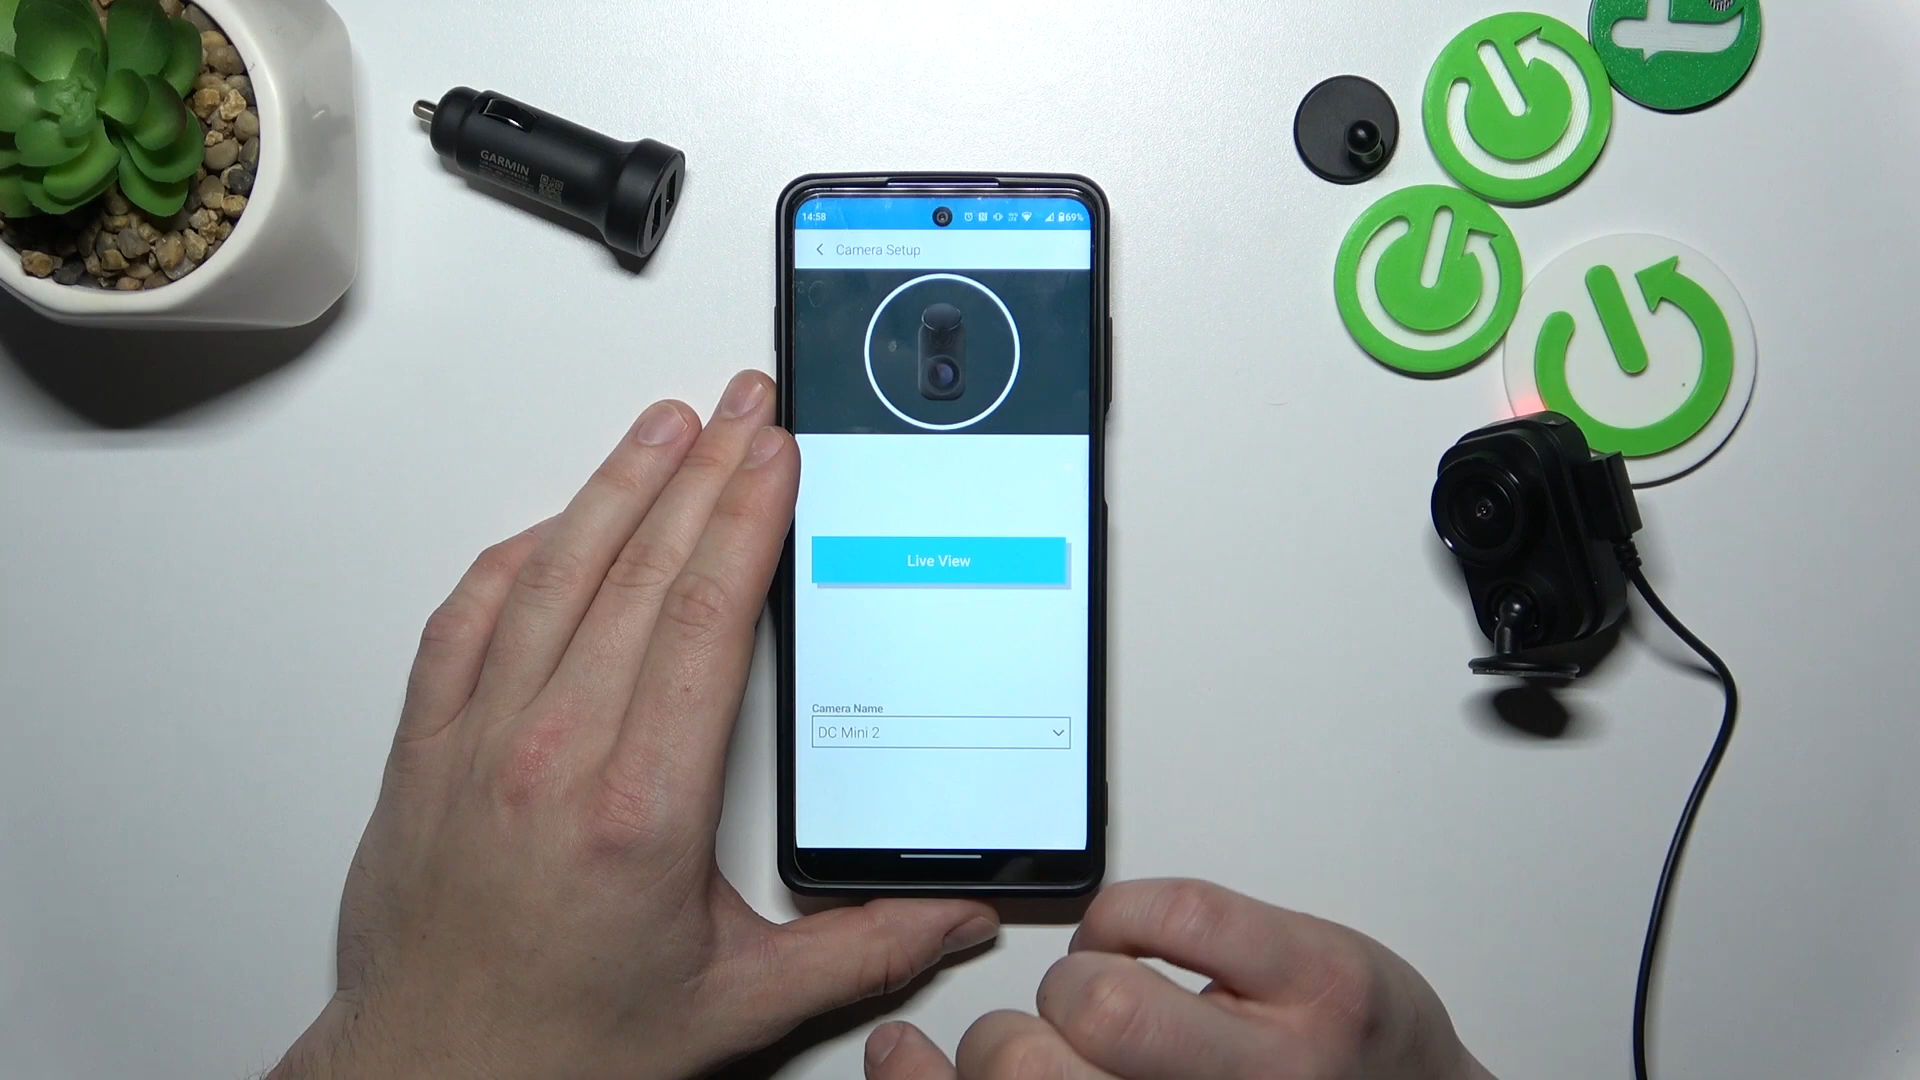 GARMIN
14:58
69%
Camera Setup
Live View
Camera Name
DC Mini 2